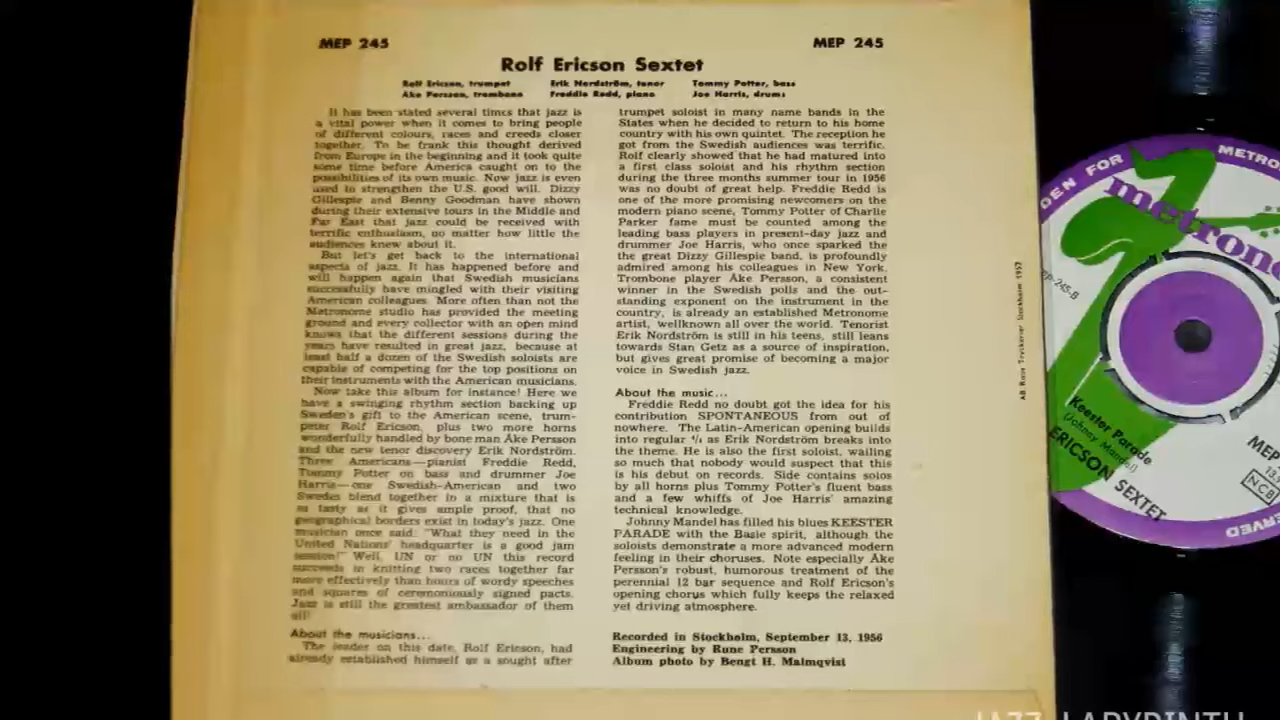 MEP 245
MEP 245
Rolf Ericson Sextet
Rolf Ericson, trumpet
Åke Persson, trombone
Erik Nordström, tenor
Freddie Redd, piano
Tommy Potter, bass
Joe Harris, drums
It has been stated several times that jazz is
a vital power when it comes to bring people
of different colours, races and creeds closer
together. To be frank this thought derived
from Europe in the beginning and it took quite
some time before America caught on to the
possibilities of its own music. Now jazz is even
used to strengthen the U.S. good will. Dizzy
Gillespie and Benny Goodman have shown
during their extensive tours in the Middle and
Far East that jazz could be received with
terrific enthusiasm, no matter how little the
audiences knew about it.
But let's get back to the international
aspects of jazz. It has happened before and
will happen again that Swedish musicians
successfully have mingled with their visiting
American colleagues. More often than not the
Metronome studio has provided the meeting
ground and every collector with an open mind
knows that the different sessions during the
years have resulted in great jazz, because at
least half a dozen of the Swedish soloists are
capable of competing for the top positions on
their instruments with the American musicians.
Now take this album for instance! Here we
have a swinging rhythm section backing up
Sweden's gift to the American scene, trum-
peter Rolf Ericson, plus two more horns
wonderfully handled by bone man Åke Persson
and the new tenor discovery Erik Nordström.
Three Americans—pianist Freddie Redd,
Tommy Potter on bass and drummer Joe
Harris—one Swedish-American and two
Swedes blend together in a mixture that is
as tasty as it gives ample proof, that no
geographical borders exist in today's jazz. One
musician once said: "What they need in the
United Nations' headquarter is a good jam
session!" Well, UN or no UN this record
succeeds in knitting two races together far
more effectively than hours of wordy speeches
and squares of ceremoniously signed pacts.
Jazz is still the greatest ambassador of them
all!
About the musicians...
The leader on this date, Rolf Ericson, had
already established himself as a sought after
trumpet soloist in many name bands in the
States when he decided to return to his home
country with his own quintet. The reception he
got from the Swedish audiences was terrific.
Rolf clearly showed that he had matured into
a first class soloist and his rhythm section
during the three months summer tour in 1956
was no doubt of great help. Freddie Redd is
one of the more promising newcomers on the
modern piano scene, Tommy Potter of Charlie
Parker fame must be counted among the
leading bass players in present-day jazz and
drummer Joe Harris, who once sparked the
the great Dizzy Gillespie band, is profoundly
admired among his colleagues in New York.
Trombone player Åke Persson, a consistent
winner in the Swedish polls and the out-
standing exponent on the instrument in the
country, is already an established Metronome
artist, wellknown all over the world. Tenorist
Erik Nordström is still in his teens, still leans
towards Stan Getz as a source of inspiration,
but gives great promise of becoming a major
voice in Swedish jazz.
About the music...
Freddie Redd no doubt got the idea for his
contribution SPONTANEOUS from out of
nowhere. The Latin-American opening builds
into regular 4/4 as Erik Nordström breaks into
the theme. He is also the first soloist, wailing
so much that nobody would suspect that this
is his debut on records. Side contains solos
by all horns plus Tommy Potter's fluent bass
and a few whiffs of Joe Harris' amazing
technical knowledge.
Johnny Mandel has filled his blues KEESTER
PARADE with the Basie spirit, although the
soloists demonstrate a more advanced modern
feeling in their choruses. Note especially Åke
Persson's robust, humorous treatment of the
perennial 12 bar sequence and Rolf Ericson's
opening chorus which fully keeps the relaxed
yet driving atmosphere.
Recorded in Stockholm, September 13, 1956
Engineering by Rune Persson
Album photo by Bengt H. Malmqvist
Stockholm 1957
DEN FOR
METRO
metrono
EP-245-B
Keester Parade
(Johnny Mandel)
ERICSON SEXTET
MEP
NCB
RVED
JAZZ LABYRINTH